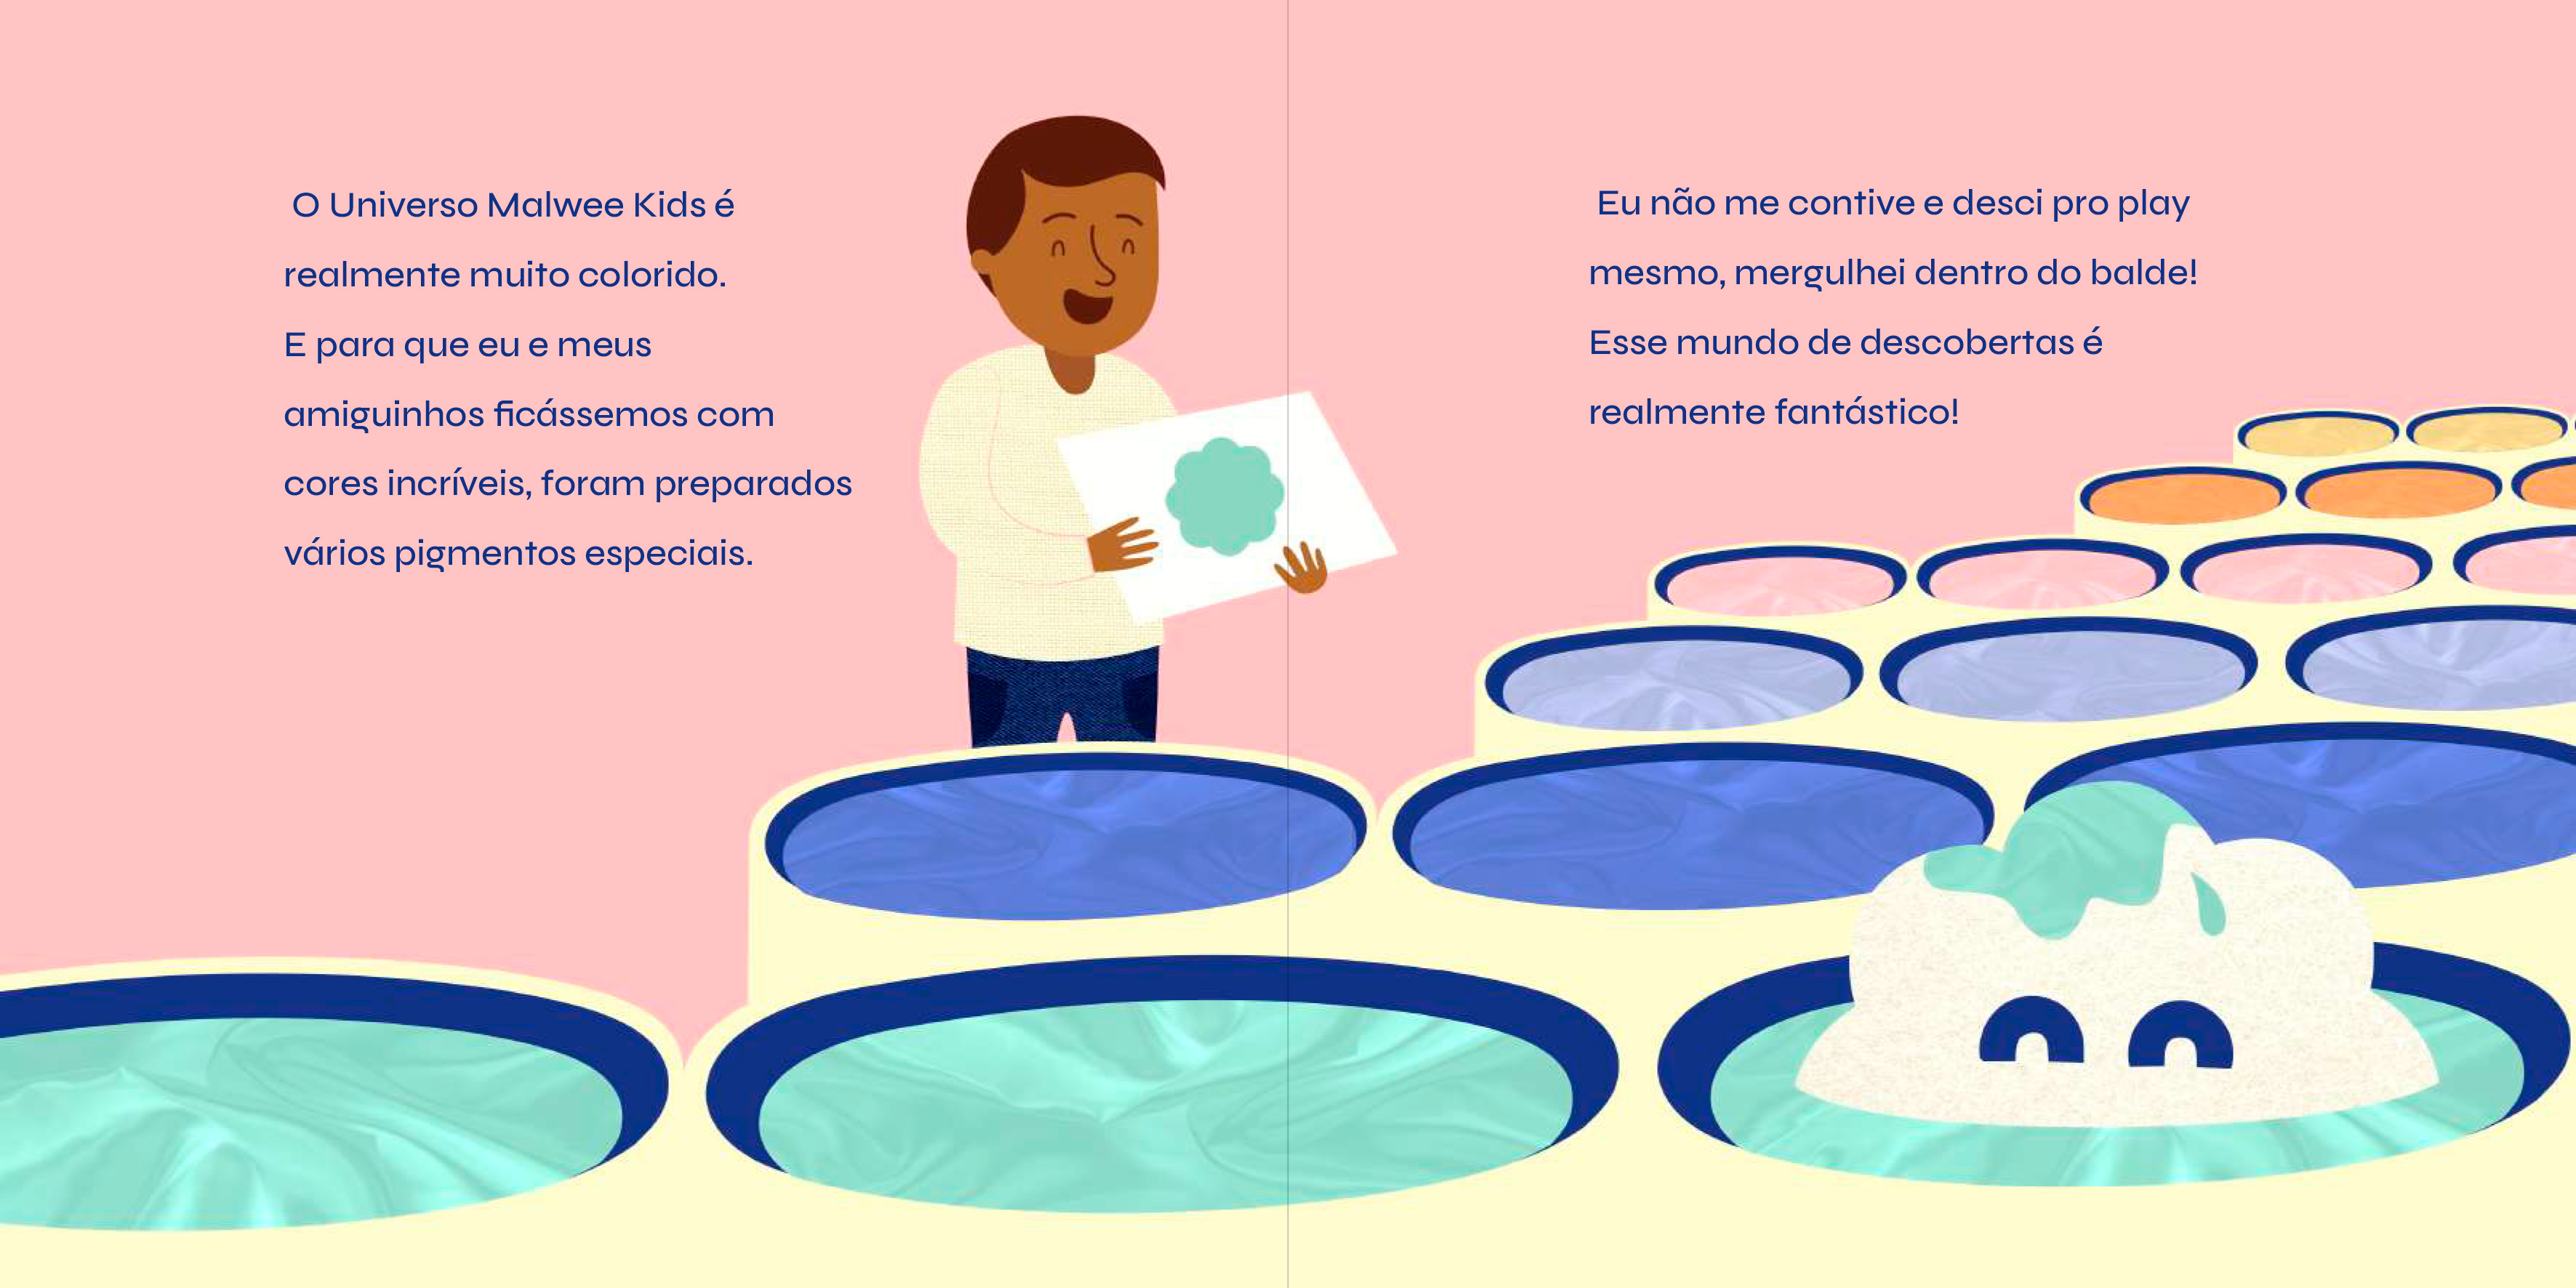 O Universo Malwee Kids é
realmente muito colorido.
E para que eu e meus
amiguinhos ficássemos com
cores incríveis, foram preparados
vários pigmentos especiais.
Eu não me contive e desci pro play
mesmo, mergulhei dentro do balde!
Esse mundo de descobertas é
realmente fantástico!